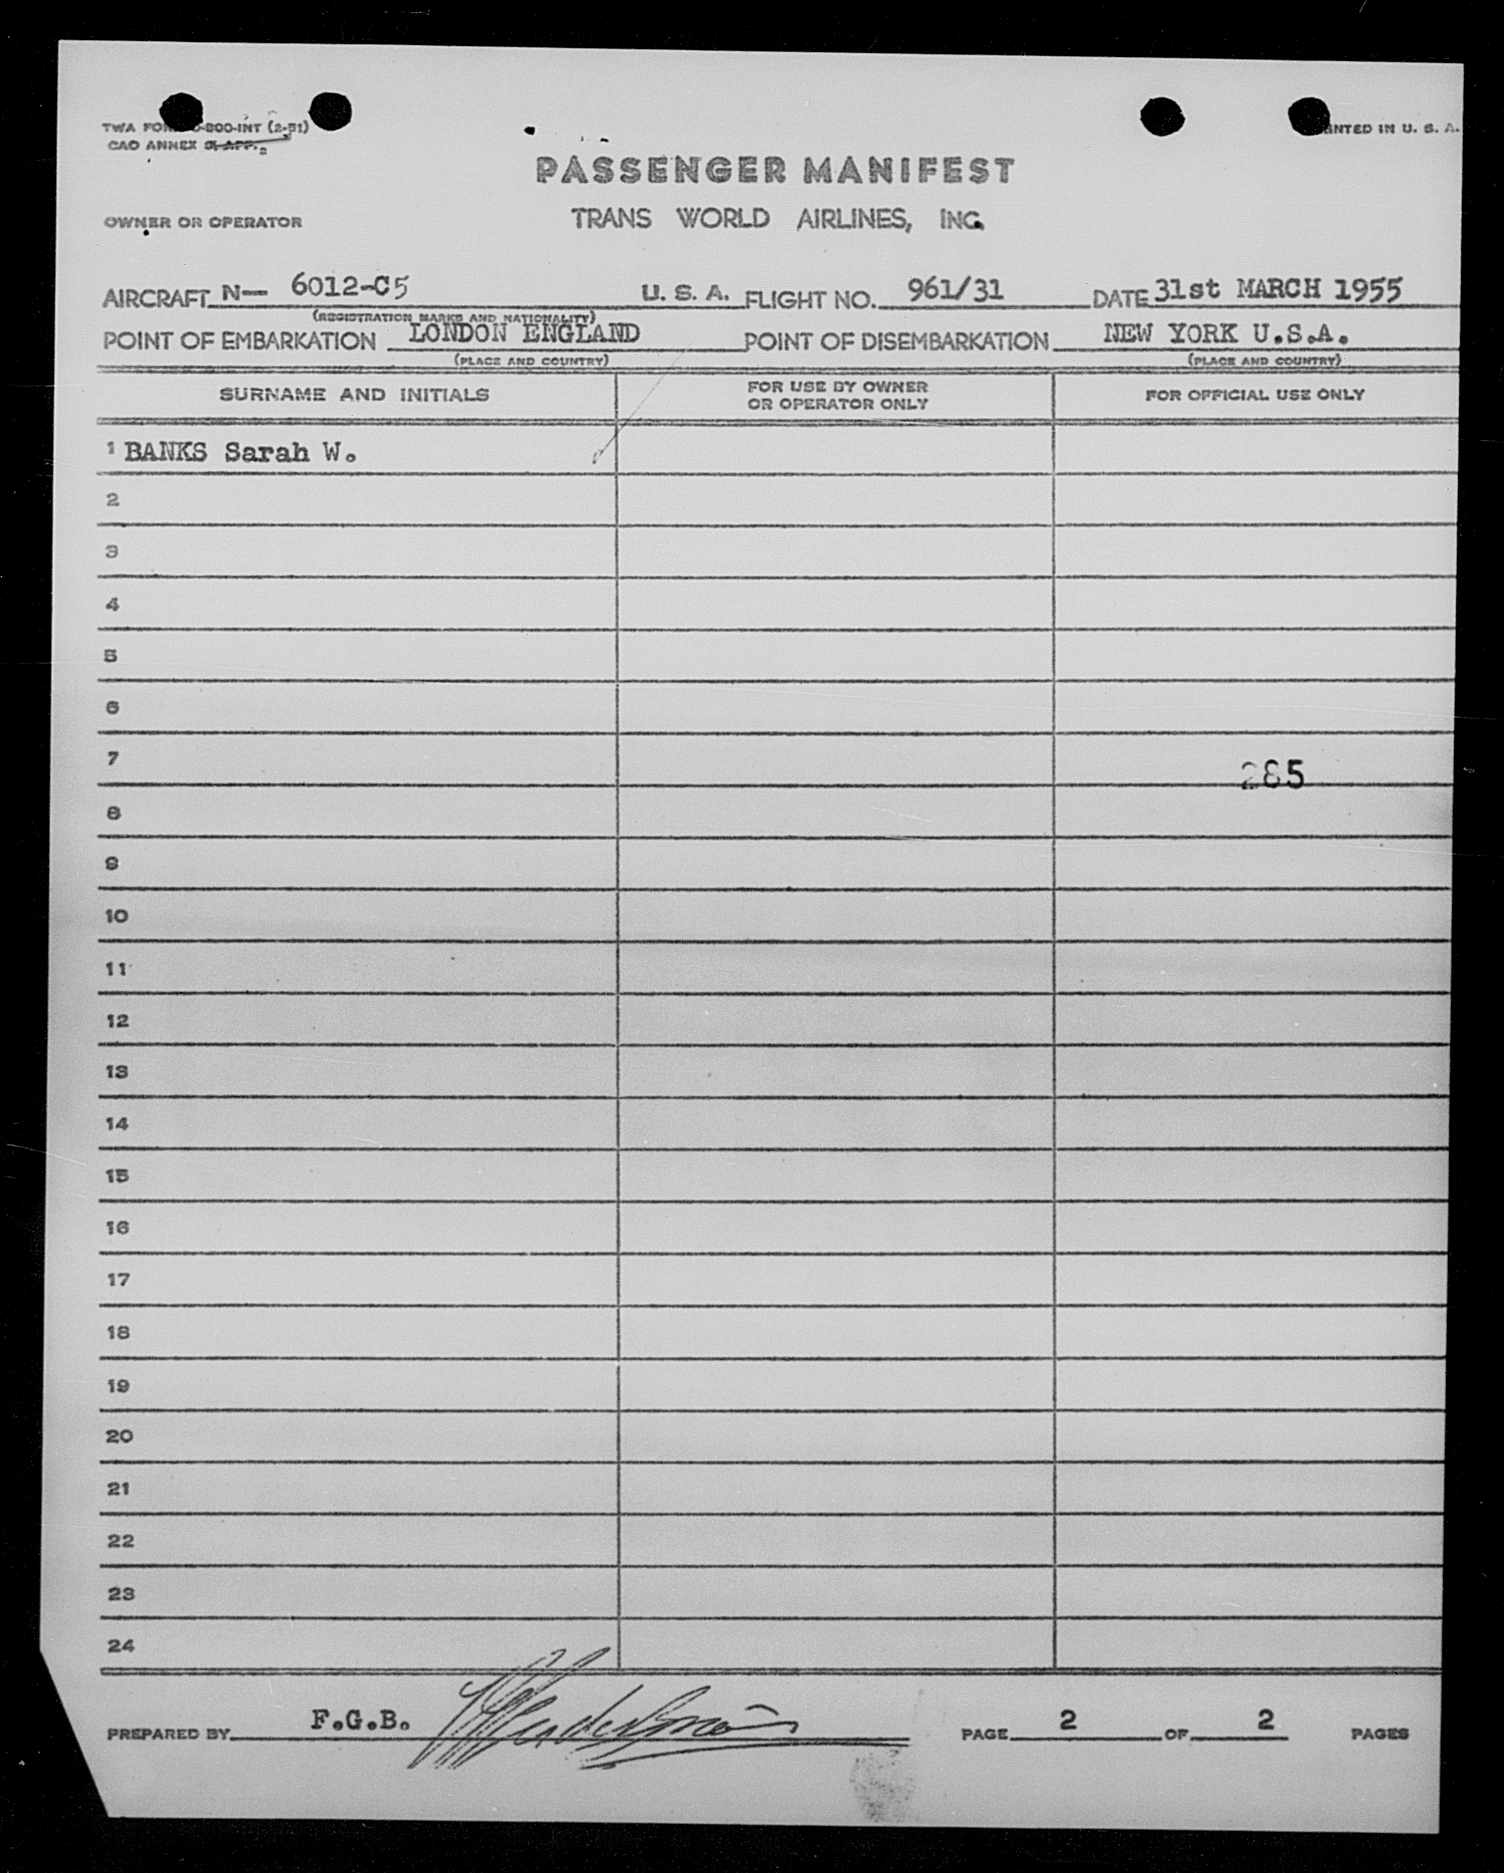 TWA FORM -800-INT (2-51)
PRINTED IN U. S. A.
CAO ANNEX 9, APP. 2
PASSENGER MANIFEST
OWNER OR OPERATOR TRANS WORLD AIRLINES, INC.
AIRCRAFT N— 6012-C5 U. S. A. FLIGHT NO. 961/31 DATE 31st MARCH 1955
(REGISTRATION MARKS AND NATIONALITY)
POINT OF EMBARKATION LONDON ENGLAND POINT OF DISEMBARKATION NEW YORK U.S.A.
(PLACE AND COUNTRY) (PLACE AND COUNTRY)
SURNAME AND INITIALS FOR USE BY OWNER OR OPERATOR ONLY FOR OFFICIAL USE ONLY
1 BANKS Sarah W.
2
3
4
5
6
7 285
8
9
10
11
12
13
14
15
16
17
18
19
20
21
22
23
24
PREPARED BY F.G.B. PAGE 2 OF 2 PAGES